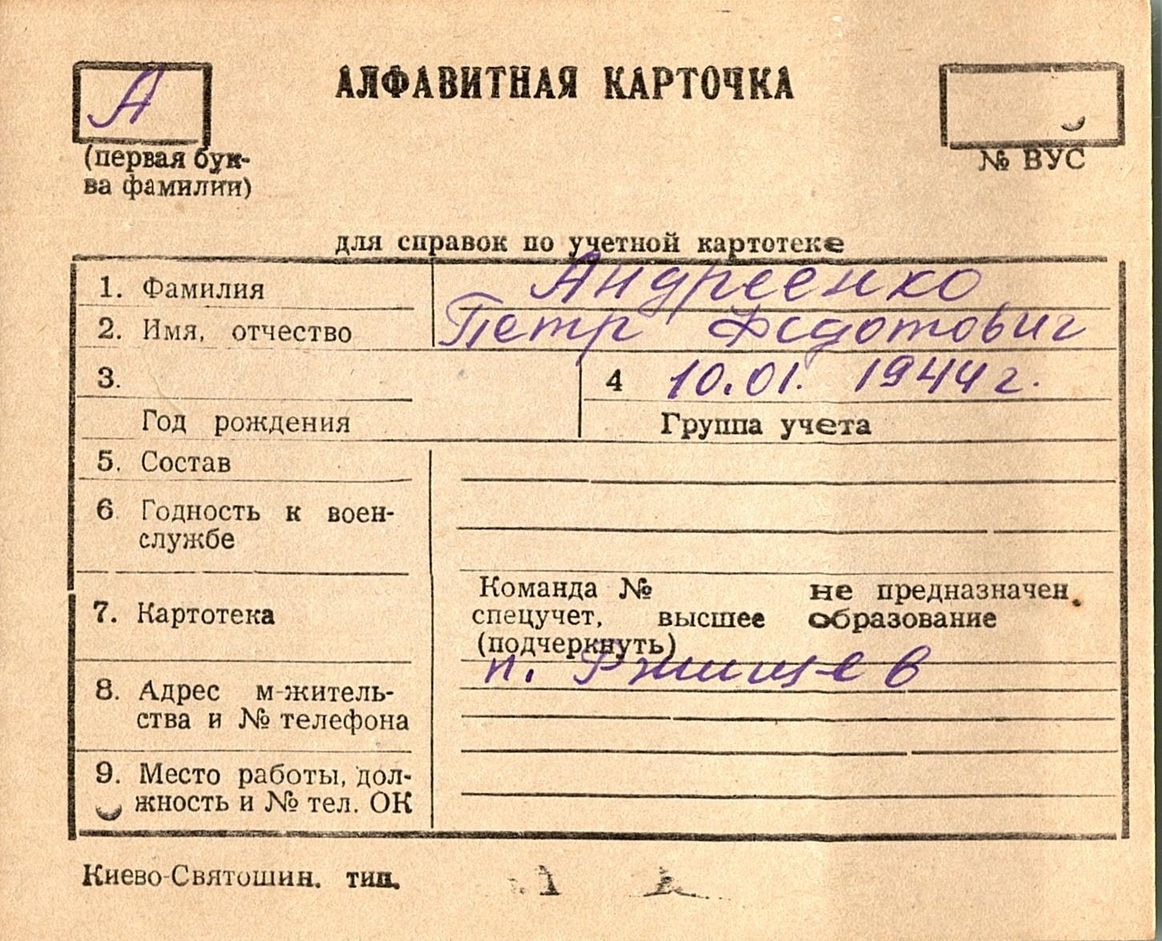 А
АЛФАВИТНАЯ КАРТОЧКА
(первая бук-
ва фамилии)
№ ВУС
для справок по учетной картотеке
1. Фамилия Андреенко
2. Имя, отчество Петр Федотович
3.
Год рождения
4 10.01. 1944 г.
Группа учета
5. Состав
6 Годность к воен-
службе
7. Картотека
Команда № не предназначен.
спецучет, высшее образование
(подчеркнуть)
8. Адрес м-житель-
ства и № телефона
п. Ржищев
9. Место работы, дол-
жность и № тел. ОК
Киево-Святошин. тип.